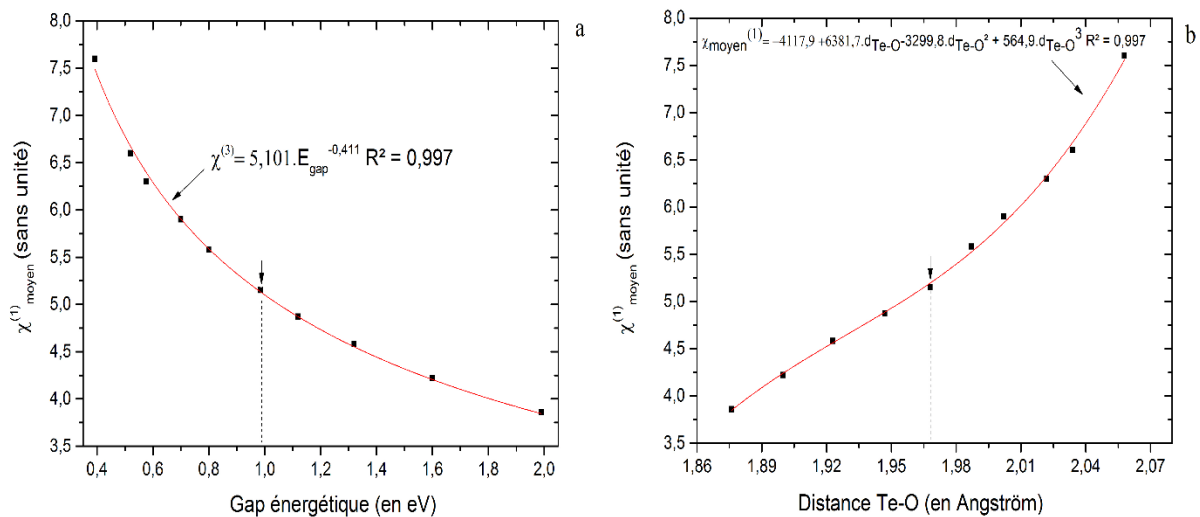 a
8,0
7,5
7,0
6,5
6,0
5,5
5,0
4,5
4,0
3,5
χ⁽¹⁾ moyen (sans unité)
χ⁽³⁾= 5,101.E_gap^-0,411 R² = 0,997
0,4 0,6 0,8 1,0 1,2 1,4 1,6 1,8 2,0
Gap énergétique (en eV)
b
8,0
7,5
7,0
6,5
6,0
5,5
5,0
4,5
4,0
3,5
χ⁽¹⁾ moyen (sans unité)
χmoyen⁽¹⁾= −4117,9 +6381,7.d_Te-O-3299,8.d_Te-O² + 564,9.d_Te-O³ R² = 0,997
1,86 1,89 1,92 1,95 1,98 2,01 2,04 2,07
Distance Te-O (en Angström)